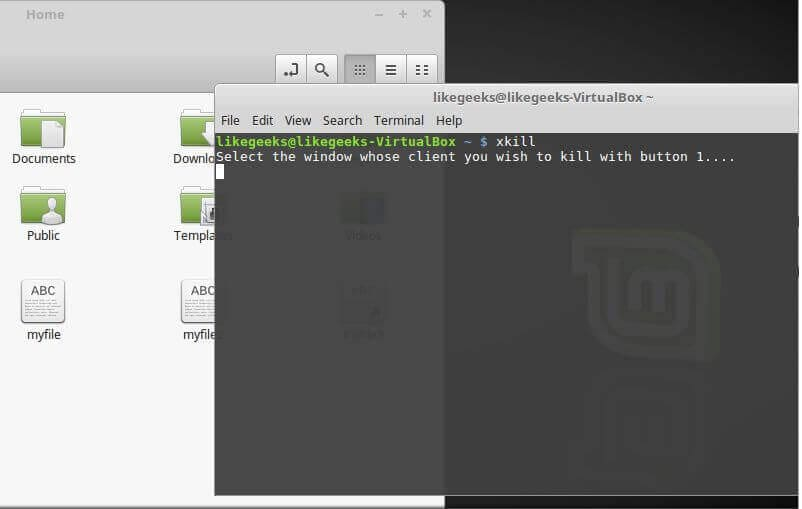 Home
likegeeks@likegeeks-VirtualBox ~
File Edit View Search Terminal Help
likegeeks@likegeeks-VirtualBox ~ $ xkill
Select the window whose client you wish to kill with button 1....
Documents
Downlo
Public
Templates
Videos
ABC
myfile
ABC
myfile